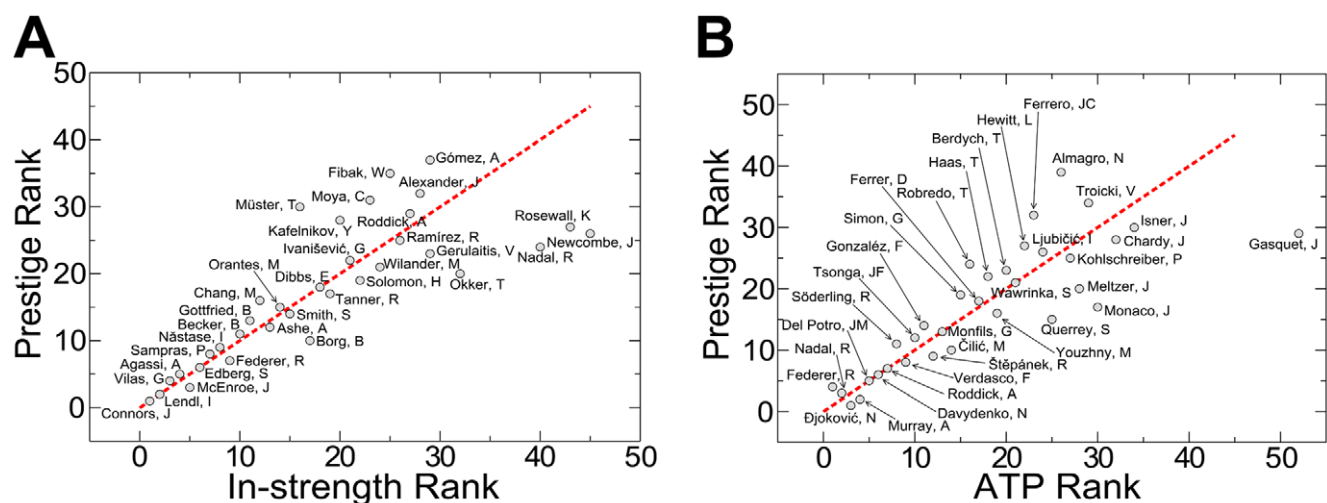 A
Prestige Rank
50
40
30
20
10
0
Gómez, A
Fibak, W
Alexander, J
Moya, C
Müster, T
Roddick, A
Rosewall, K
Kafelnikov, Y
Ramírez, R
Newcombe, J
Ivanišević, G
Gerulaitis, V
Nadal, R
Orantes, M
Wilander, M
Dibbs, E
Solomon, H
Okker, T
Chang, M
Tanner, R
Gottfried, B
Smith, S
Becker, B
Ashe, A
Borg, B
Năstase, I
Sampras, P
Federer, R
Agassi, A
Edberg, S
Vilas, G
McEnroe, J
Lendl, I
Connors, J
0 10 20 30 40 50
In-strength Rank
B
Prestige Rank
50
40
30
20
10
0
Ferrero, JC
Hewitt, L
Berdych, T
Almagro, N
Haas, T
Ferrer, D
Troicki, V
Robredo, T
Isner, J
Simon, G
Ljubičić, I
Chardy, J
Gasquet, J
Gonzaléz, F
Kohlschreiber, P
Tsonga, JF
Wawrinka, S
Meltzer, J
Söderling, R
Monaco, J
Del Potro, JM
Monfils, G
Querrey, S
Čilić, M
Youzhny, M
Nadal, R
Štěpánek, R
Federer, R
Verdasco, F
Roddick, A
Davydenko, N
Đjoković, N
Murray, A
0 10 20 30 40 50
ATP Rank